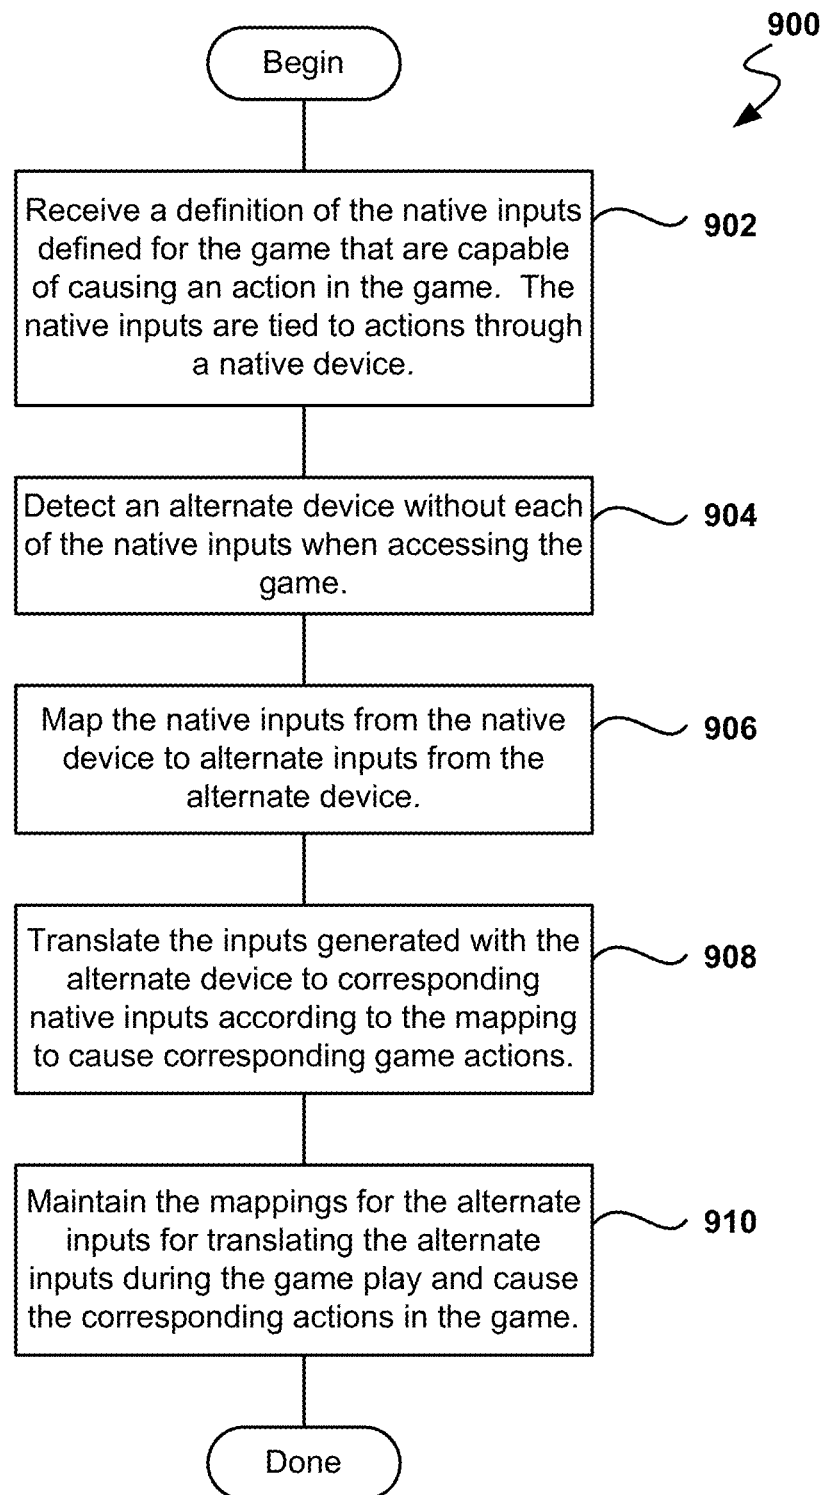 900
Begin
Receive a definition of the native inputs
defined for the game that are capable
of causing an action in the game.  The
native inputs are tied to actions through
a native device.
902
Detect an alternate device without each
of the native inputs when accessing the
game.
904
Map the native inputs from the native
device to alternate inputs from the
alternate device.
906
Translate the inputs generated with the
alternate device to corresponding
native inputs according to the mapping
to cause corresponding game actions.
908
Maintain the mappings for the alternate
inputs for translating the alternate
inputs during the game play and cause
the corresponding actions in the game.
910
Done